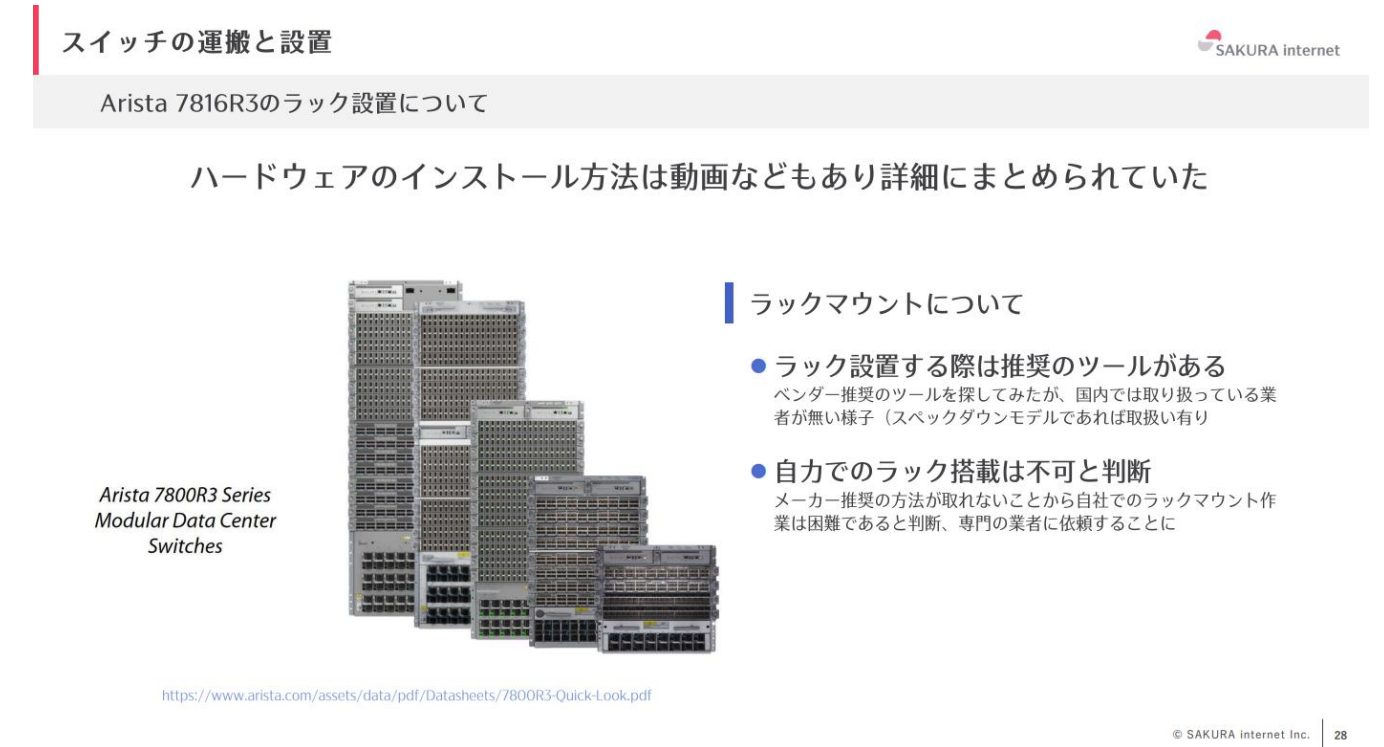 スイッチの運搬と設置
SAKURA internet
Arista 7816R3のラック設置について
ハードウェアのインストール方法は動画などもあり詳細にまとめられていた
ラックマウントについて
ラック設置する際は推奨のツールがある
ベンダー推奨のツールを探してみたが、国内では取り扱っている業
者が無い様子（スペックダウンモデルであれば取扱い有り
自力でのラック搭載は不可と判断
メーカー推奨の方法が取れないことから自社でのラックマウント作
業は困難であると判断、専門の業者に依頼することに
Arista 7800R3 Series
Modular Data Center
Switches
https://www.arista.com/assets/data/pdf/Datasheets/7800R3-Quick-Look.pdf
© SAKURA internet Inc.
28